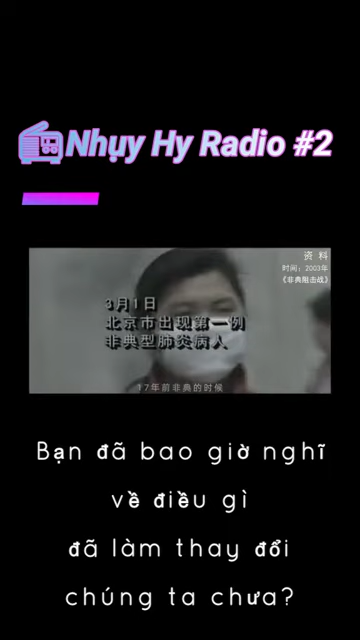 Nhụy Hy Radio #2
资 料
时间：2003年
《非典阻击战》
3月1日
北京市出现第一例
非典型肺炎病人
17年前非典的时候
Bạn đã bao giờ nghĩ
về điều gì
đã làm thay đổi
chúng ta chưa?